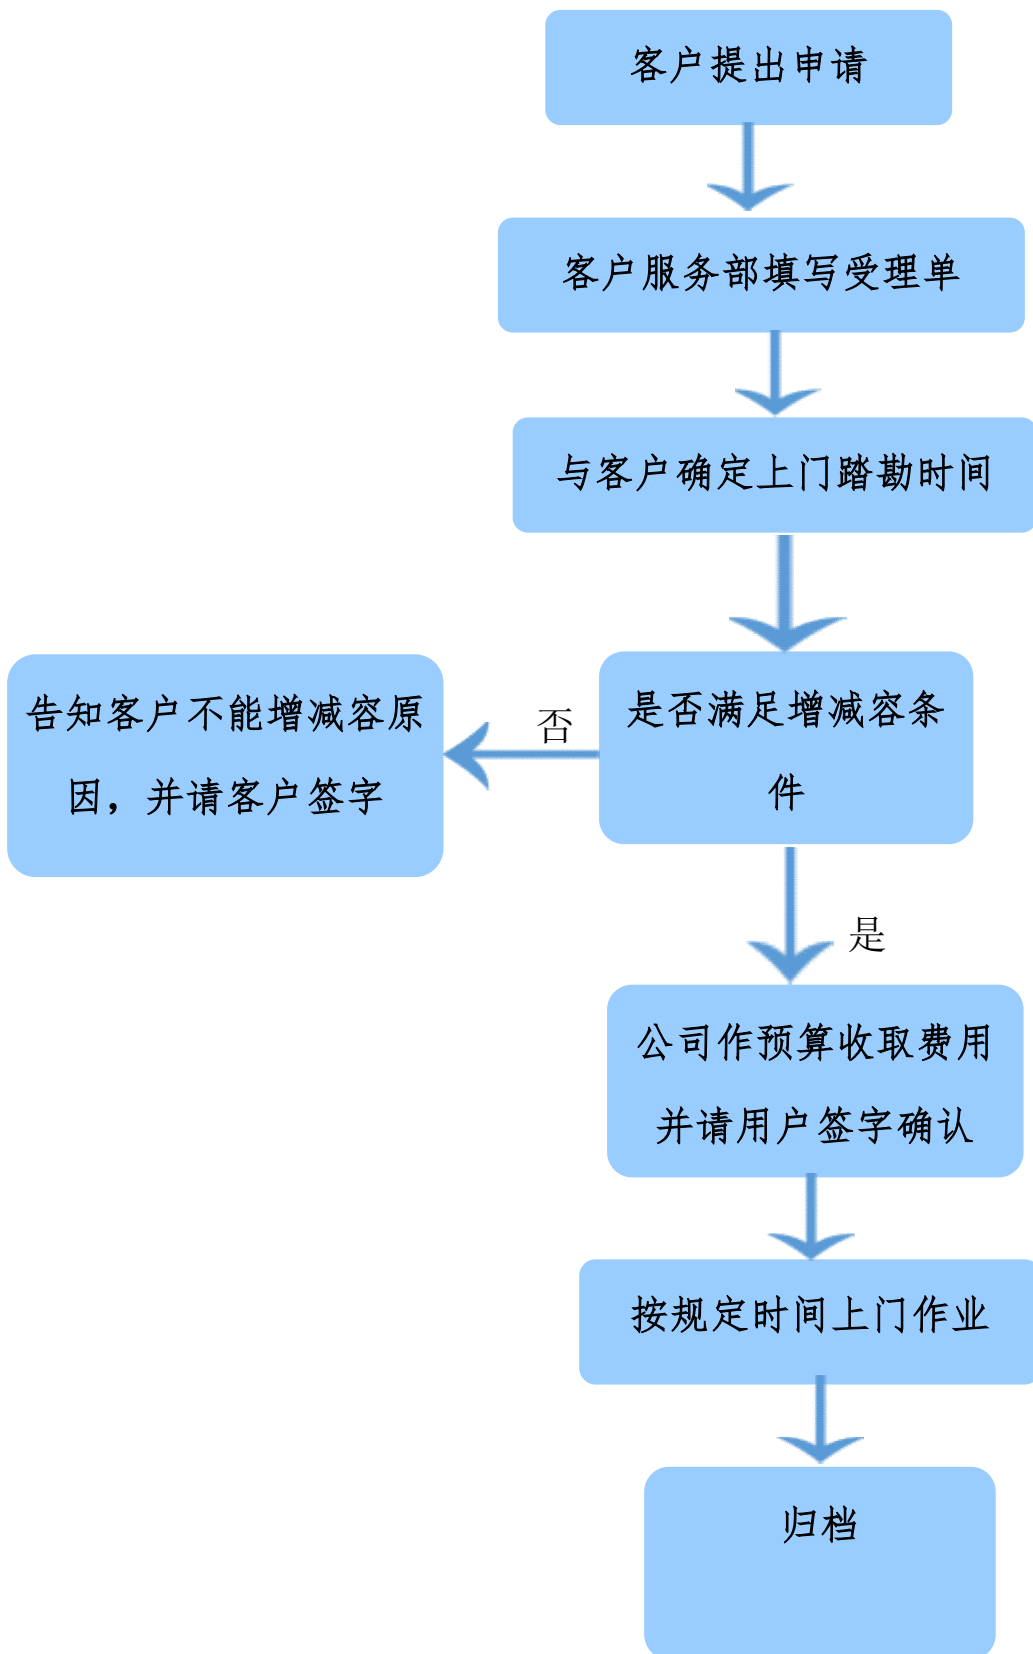 客户提出申请
客户服务部填写受理单
与客户确定上门踏勘时间
是否满足增减容条
件
否
告知客户不能增减容原
因，并请客户签字
是
公司作预算收取费用
并请用户签字确认
按规定时间上门作业
归档